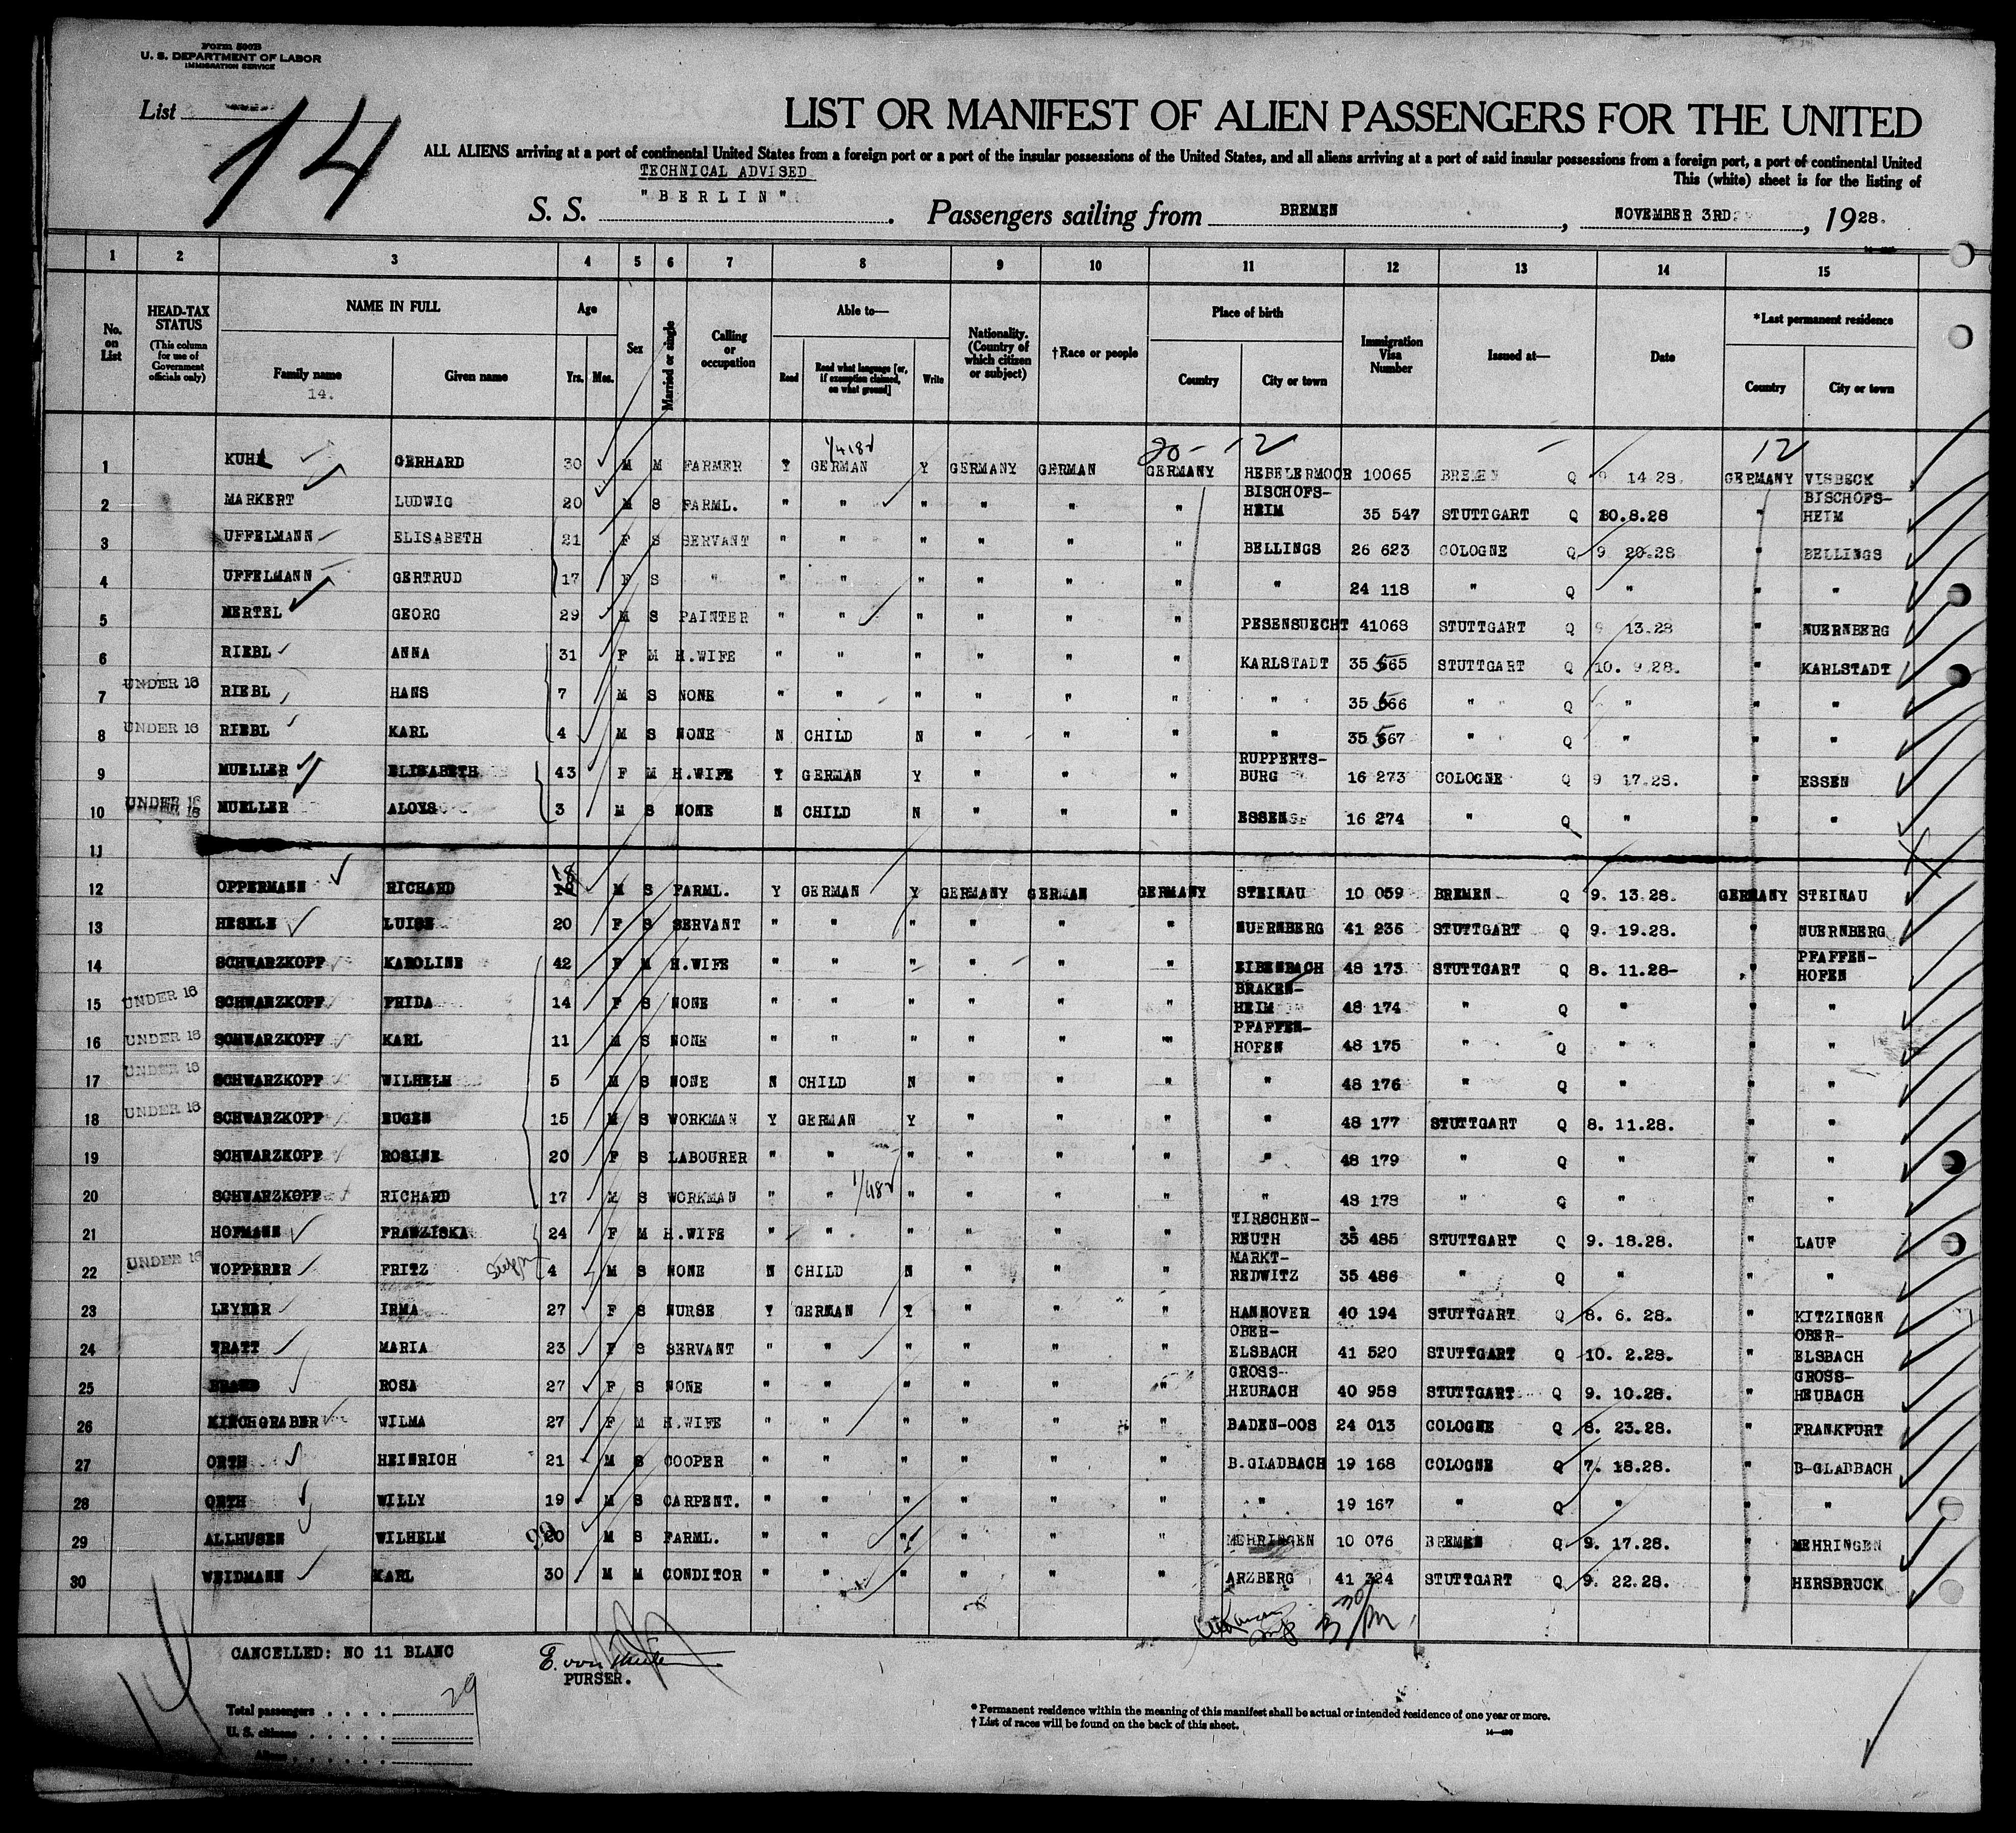 Form 500B
U. S. DEPARTMENT OF LABOR
IMMIGRATION SERVICE
List 14
LIST OR MANIFEST OF ALIEN PASSENGERS FOR THE UNITED
ALL ALIENS arriving at a port of continental United States from a foreign port or a port of the insular possessions of the United States, and all aliens arriving at a port of said insular possessions from a foreign port, a port of continental United
TECHNICAL ADVISED
This (white) sheet is for the listing of
S. S. "BERLIN". Passengers sailing from BREMEN, NOVEMBER 3RD, 1928.
1 2 3 4 5 6 7 8 9 10 11 12 13 14 15
No. on List
HEAD-TAX STATUS (This column for use of Government officials only)
NAME IN FULL Family name Given name
14.
Age Yrs. Mos.
Sex
Married or single
Calling or occupation
Able to— Read Read what language [or, if exemption claimed, on what ground] Write
Nationality. (Country of which citizen or subject)
†Race or people
Place of birth Country City or town
Immigration Visa Number
Issued at—
Date
*Last permanent residence Country City or town
1/4182 20 - 12 12
1 KUHL GERHARD 30 M M FARMER Y GERMAN Y GERMANY GERMAN GERMANY HEBELERMOOR 10065 BREMEN Q 9 14 28. GERMANY VISBECK
2 MARKERT LUDWIG 20 M S FARML. " " " " " " BISCHOFS-HEIM 35 547 STUTTGART Q 10.8.28 " BISCHOFS-HEIM
3 UFFELMANN ELISABETH 21 F S SERVANT " " " " " " BELLINGS 26 623 COLOGNE Q 9 20.28 " BELLINGS
4 UFFELMANN GERTRUD 17 F S " " " " " " " " 24 118 " Q " " "
5 MERTEL GEORG 29 M S PAINTER " " " " " " PESENSUECHT 41068 STUTTGART Q 9 13.28 " NUERNBERG
6 RIEBL ANNA 31 F M H.WIFE " " " " " " KARLSTADT 35 565 STUTTGART Q 10. 9.28. " KARLSTADT
7 UNDER 16 RIEBL HANS 7 M S NONE " " " " " " " 35 566 " Q " " "
8 UNDER 16 RIEBL KARL 4 M S NONE N CHILD N " " " " 35 567 " Q " " "
9 MUELLER ELISABETH 43 F M H.WIFE Y GERMAN Y " " " RUPPERTS-BURG 16 273 COLOGNE Q 9 17.28. " ESSEN
10 UNDER 16 MUELLER ALOYS 3 M S NONE N CHILD N " " " ESSEN 16 274 " Q " " "
11
12 OPPERMANN RICHARD 18 M S FARML. Y GERMAN Y GERMANY GERMAN GERMANY STEINAU 10 059 BREMEN Q 9. 13.28. GERMANY STEINAU
13 HESELE LUISE 20 F S SERVANT " " " " " " NUERNBERG 41 236 STUTTGART Q 9. 19.28. " NUERNBERG
14 SCHWARZKOPF KAROLINE 42 F M H.WIFE " " " " " " EIBENBACH 48 173 STUTTGART Q 8. 11.28- " PFAFFEN-HOFEN
15 UNDER 16 SCHWARZKOPF FRIDA 14 F S NONE " " " " " " BRAKEN-HEIM 48 174 " Q " " "
16 UNDER 16 SCHWARZKOPF KARL 11 M S NONE " " " " " " PFAFFEN-HOFEN 48 175 " Q " " "
17 UNDER 16 SCHWARZKOPF WILHELM 5 M S NONE N CHILD N " " " " 48 176 " Q " " "
18 UNDER 16 SCHWARZKOPF EUGEN 15 M S WORKMAN Y GERMAN Y " " " " 48 177 STUTTGART Q 8. 11.28. " "
19 SCHWARZKOPF ROSINE 20 F S LABOURER " " " " " " " 48 179 " Q " " "
20 SCHWARZKOPF RICHARD 17 M S WORKMAN " " " " " " " 48 178 " Q " " "
21 HOFMANN FRANZISKA 24 F M H.WIFE " " " " " " TIRSCHEN-REUTH 35 485 STUTTGART Q 9. 18.28. " LAUF
22 UNDER 16 WOPPERER FRITZ 4 M S NONE N CHILD N " " " MARKT-REDWITZ 35 486 " Q " " "
23 LEYRER IRMA 27 F S NURSE Y GERMAN Y " " " HANNOVER 40 194 STUTTGART Q 8. 6. 28. " KITZINGEN
24 TRATT MARIA 23 F S SERVANT " " " " " " OBER-ELSBACH 41 520 STUTTGART Q 10. 2.28. " OBER-ELSBACH
25 ROSA 27 F S NONE " " " " " " GROSS-HEUBACH 40 958 STUTTGART Q 9. 10.28. " GROSS-HEUBACH
26 KIRCHGRABER WILMA 27 F M H.WIFE " " " " " " BADEN-OOS 24 013 COLOGNE Q 8. 23.28. " FRANKFURT
27 ORTH HEINRICH 21 M S COOPER " " " " " " B.GLADBACH 19 168 COLOGNE Q 7. 18.28. " B-GLADBACH
28 ORTH WILLY 19 M S CARPENT. " " " " " " " 19 167 " Q " " "
29 ALLHUSEN WILHELM 20 M S FARML. " " " " " " MEHRINGEN 10 076 BREMEN Q 9. 17.28. " MEHRINGEN
30 WEIDMANN KARL 30 M M CONDITOR " " " " " " ARZBERG 41 324 STUTTGART Q 9. 22.28. " HERSBRUCK
CANCELLED: NO 11 BLANC
PURSER.
14
Total passengers . . . . 29
U. S. citizens . . . . .
Aliens . . . . . .
* Permanent residence within the meaning of this manifest shall be actual or intended residence of one year or more.
† List of races will be found on the back of this sheet.